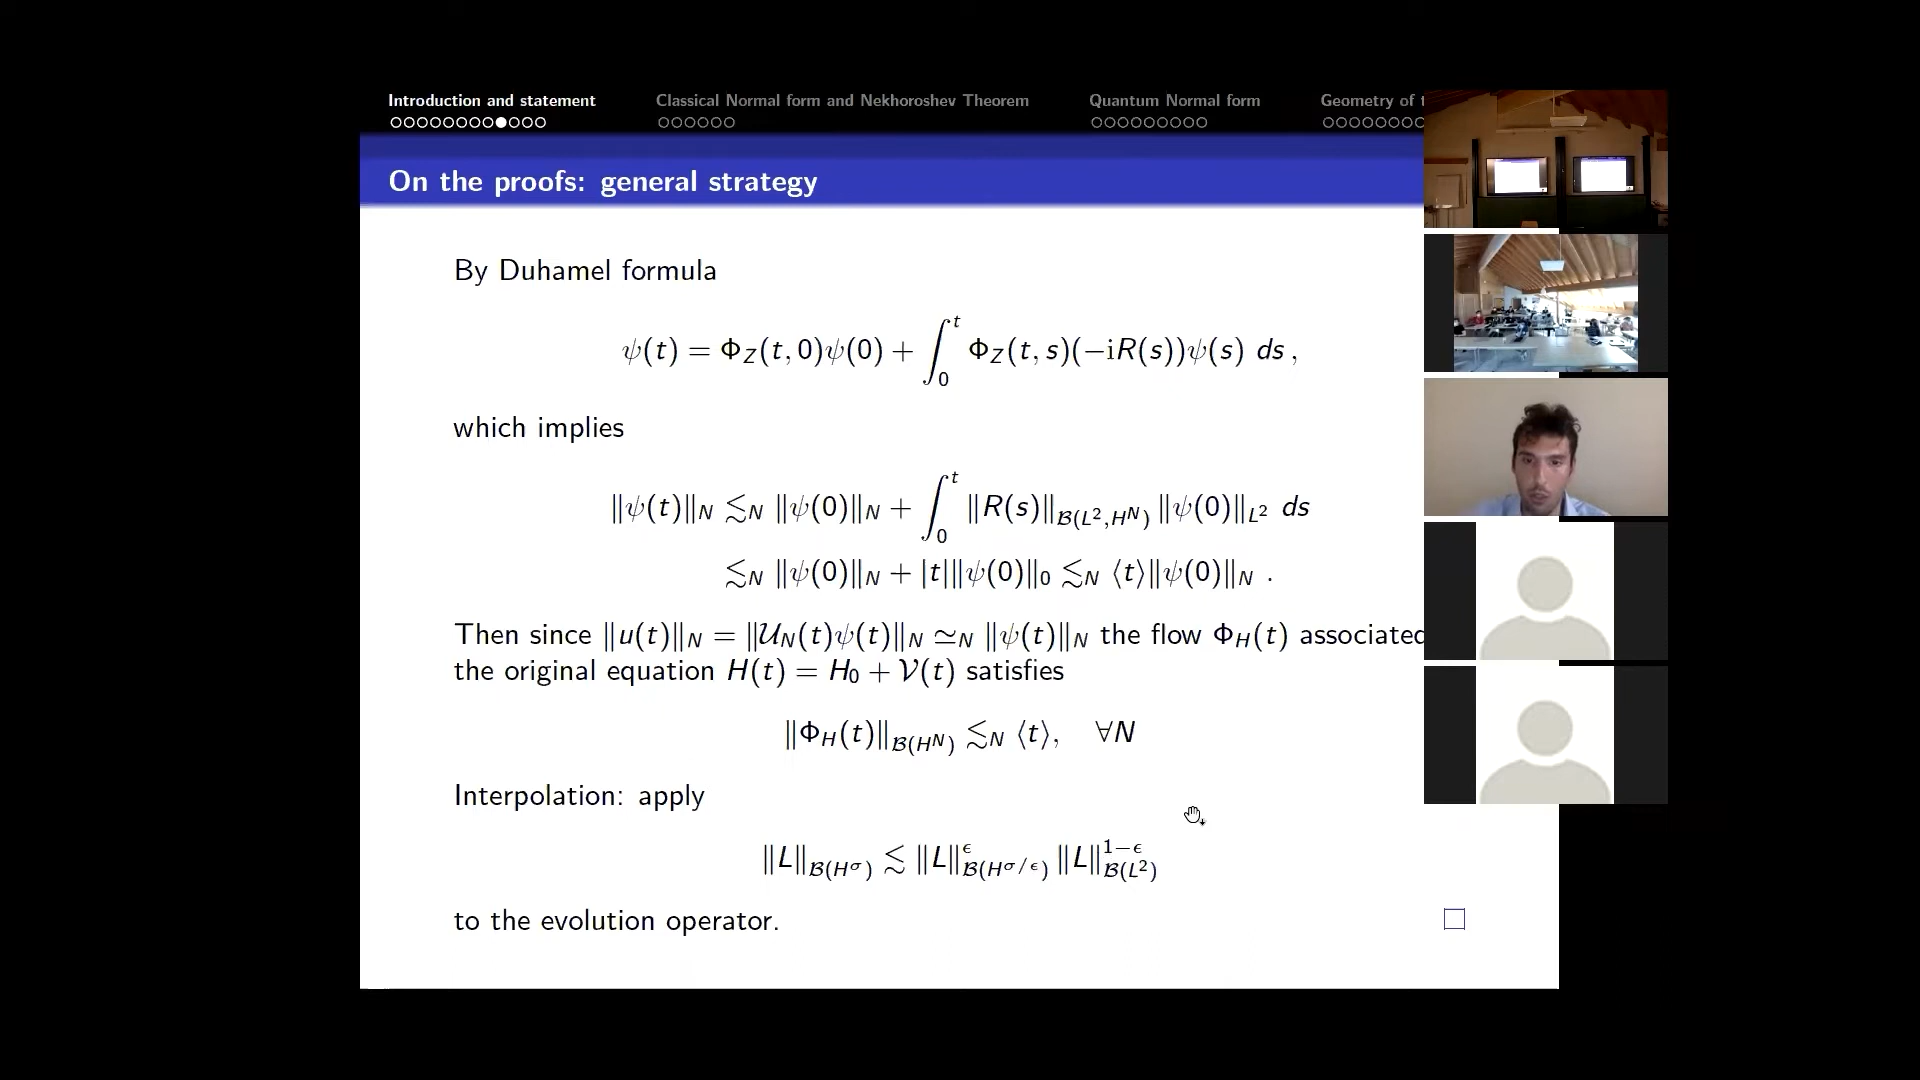 Introduction and statement Classical Normal form and Nekhoroshev Theorem Quantum Normal form Geometry of
On the proofs: general strategy
By Duhamel formula
ψ(t) = Φ_Z(t, 0)ψ(0) + ∫_0^t Φ_Z(t, s)(−iR(s))ψ(s) ds ,
which implies
‖ψ(t)‖_N ≲_N ‖ψ(0)‖_N + ∫_0^t ‖R(s)‖_{𝓑(L²,H^N)} ‖ψ(0)‖_{L²} ds
≲_N ‖ψ(0)‖_N + |t|‖ψ(0)‖_0 ≲_N ⟨t⟩‖ψ(0)‖_N .
Then since ‖u(t)‖_N = ‖𝓤_N(t)ψ(t)‖_N ≃_N ‖ψ(t)‖_N the flow Φ_H(t) associated
the original equation H(t) = H_0 + 𝓥(t) satisfies
‖Φ_H(t)‖_{𝓑(H^N)} ≲_N ⟨t⟩, ∀N
Interpolation: apply
‖L‖_{𝓑(H^σ)} ≲ ‖L‖^ϵ_{𝓑(H^{σ/ϵ})} ‖L‖^{1−ϵ}_{𝓑(L²)}
to the evolution operator. □